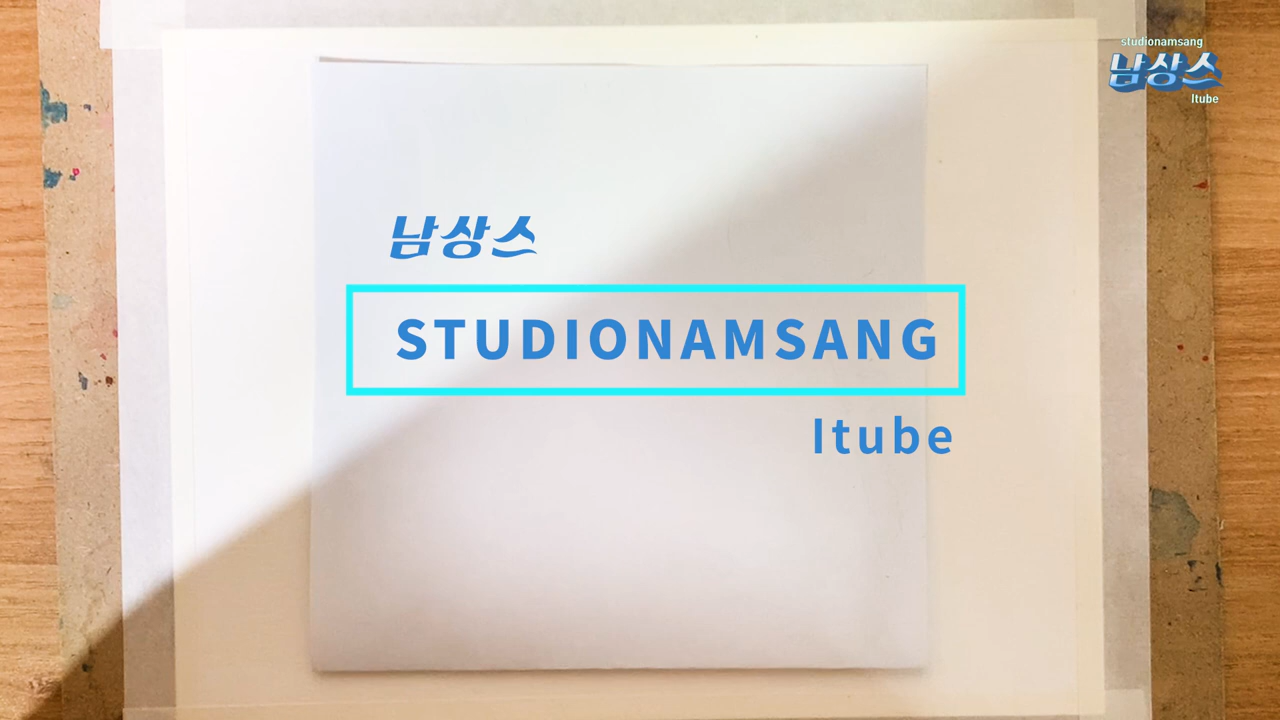 studionamsang
남상스
Itube
남상스
STUDIONAMSANG
Itube